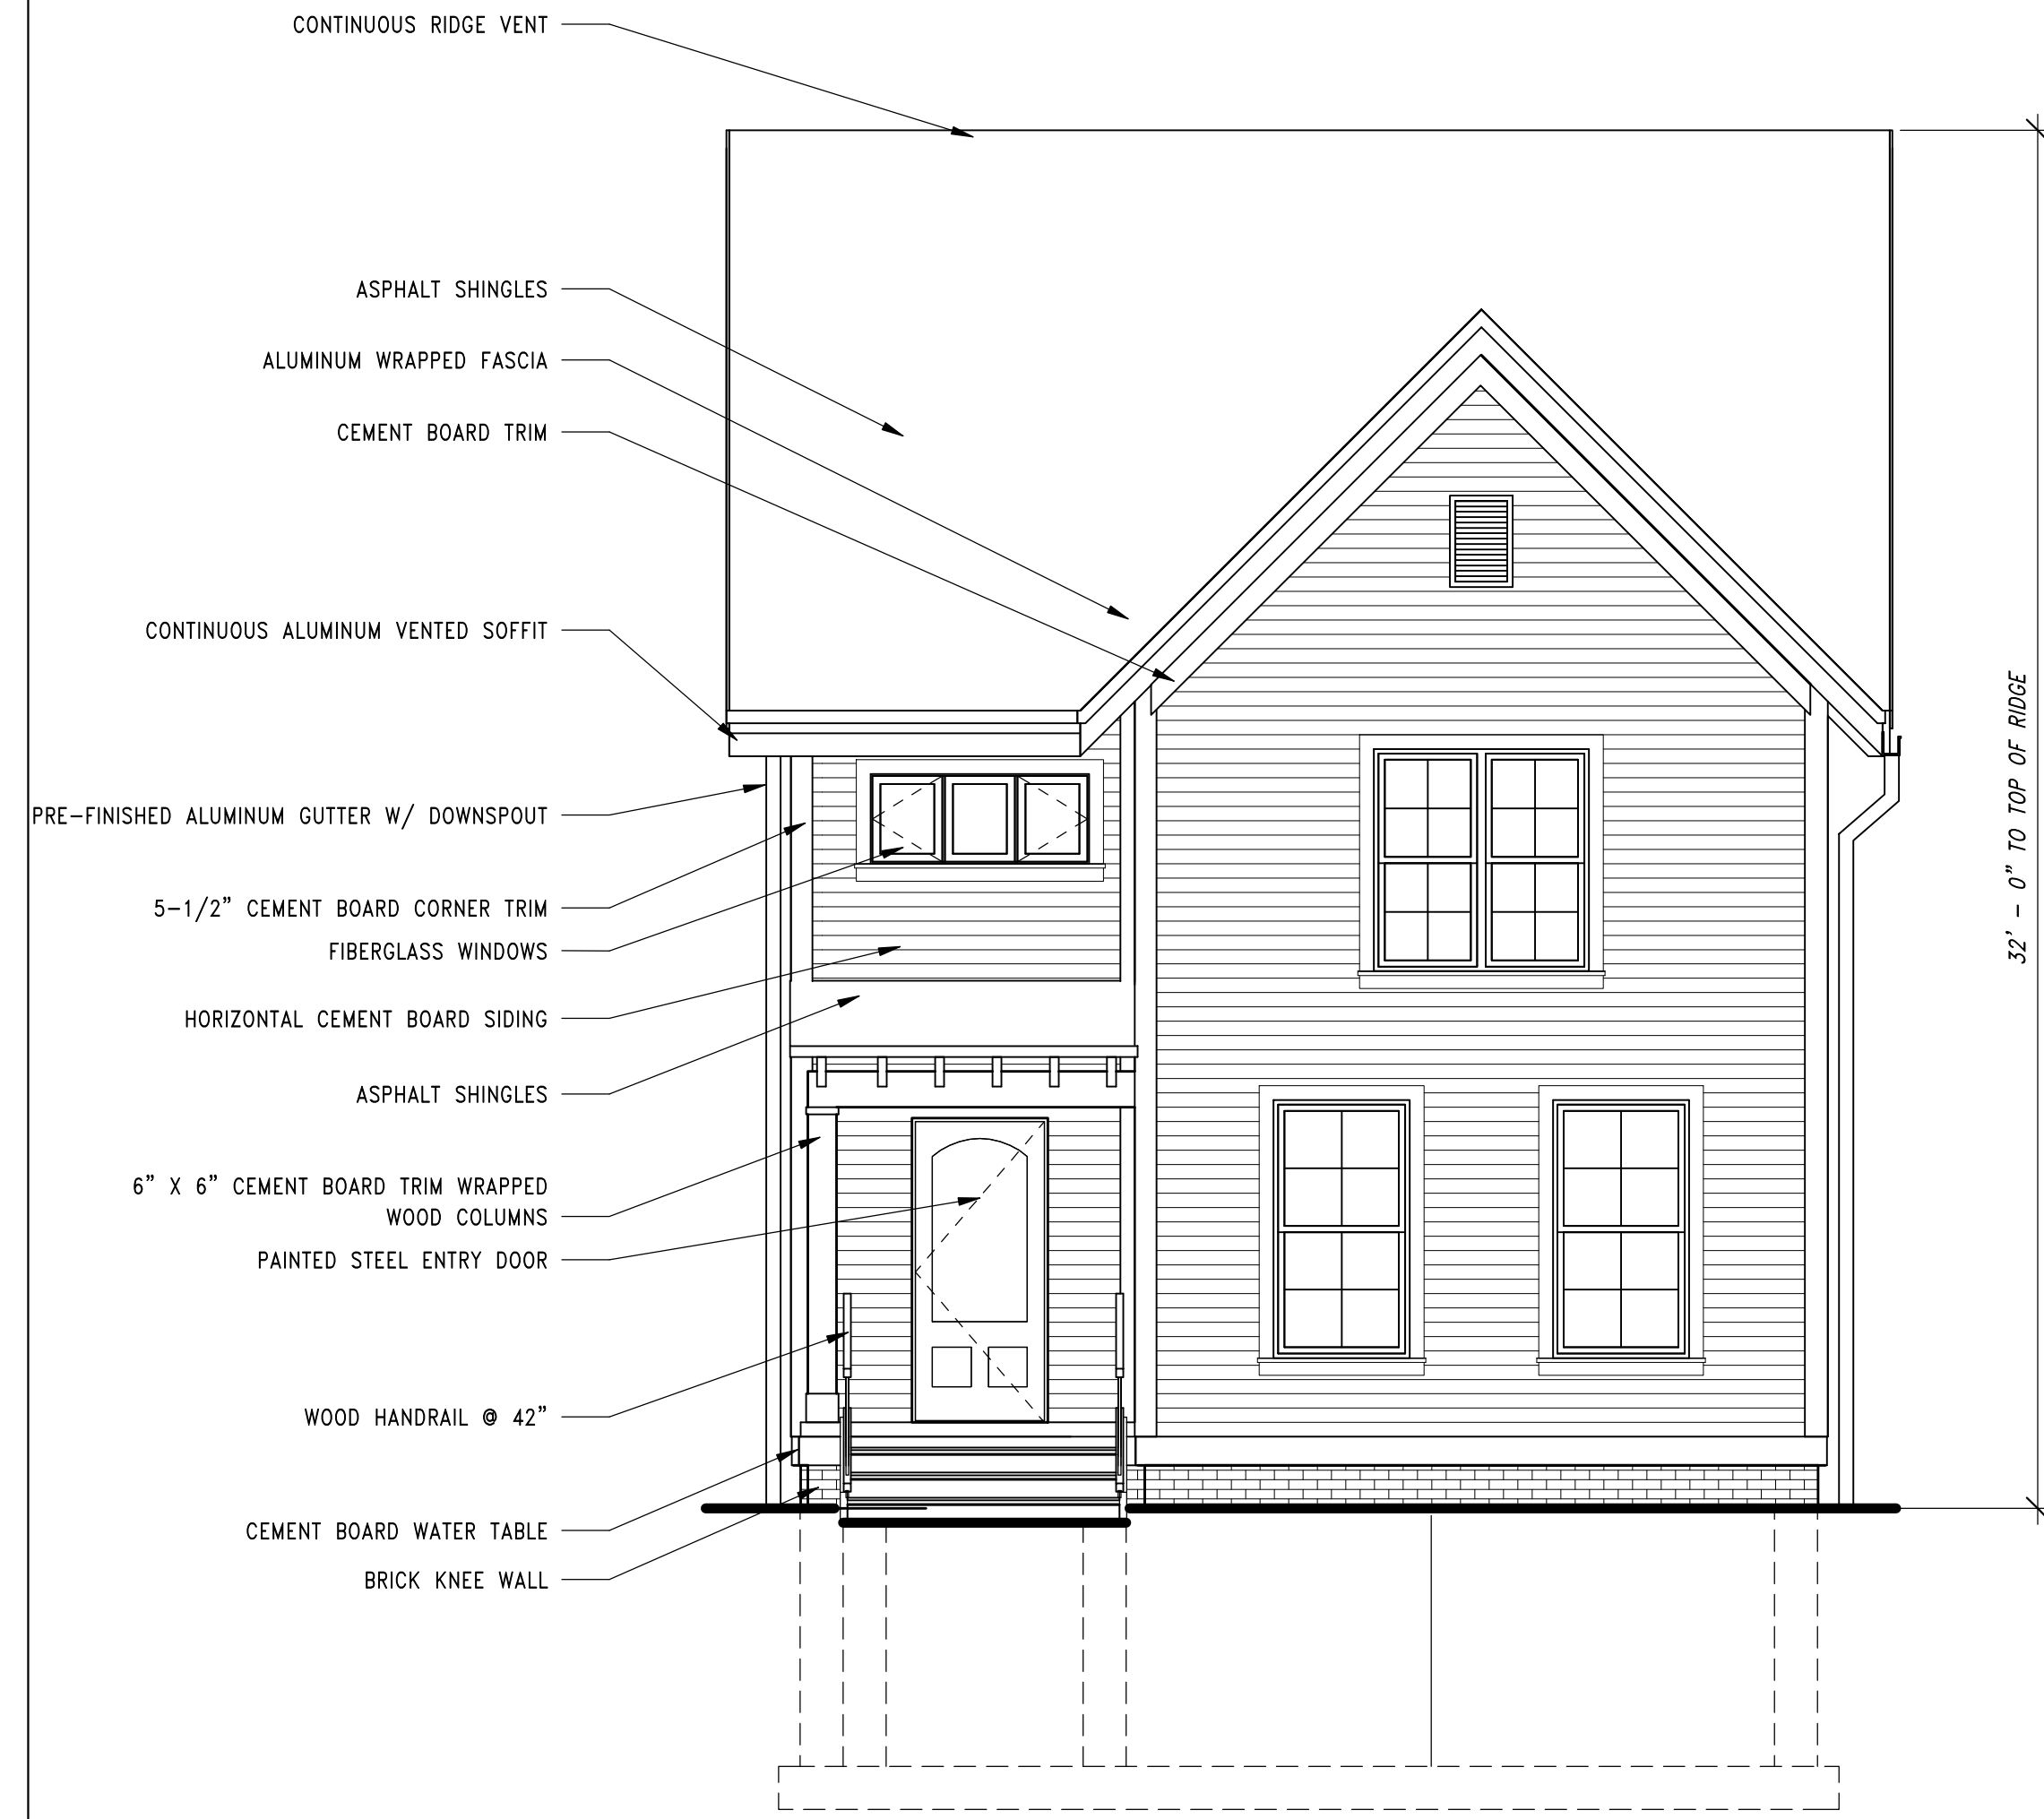 CONTINUOUS RIDGE VENT
ASPHALT SHINGLES
ALUMINUM WRAPPED FASCIA
CEMENT BOARD TRIM
CONTINUOUS ALUMINUM VENTED SOFFIT
32' - 0" TO TOP OF RIDGE
PRE-FINISHED ALUMINUM GUTTER W/ DOWNSPOUT
5-1/2" CEMENT BOARD CORNER TRIM
FIBERGLASS WINDOWS
HORIZONTAL CEMENT BOARD SIDING
ASPHALT SHINGLES
6" X 6" CEMENT BOARD TRIM WRAPPED
WOOD COLUMNS
PAINTED STEEL ENTRY DOOR
WOOD HANDRAIL @ 42"
CEMENT BOARD WATER TABLE
BRICK KNEE WALL